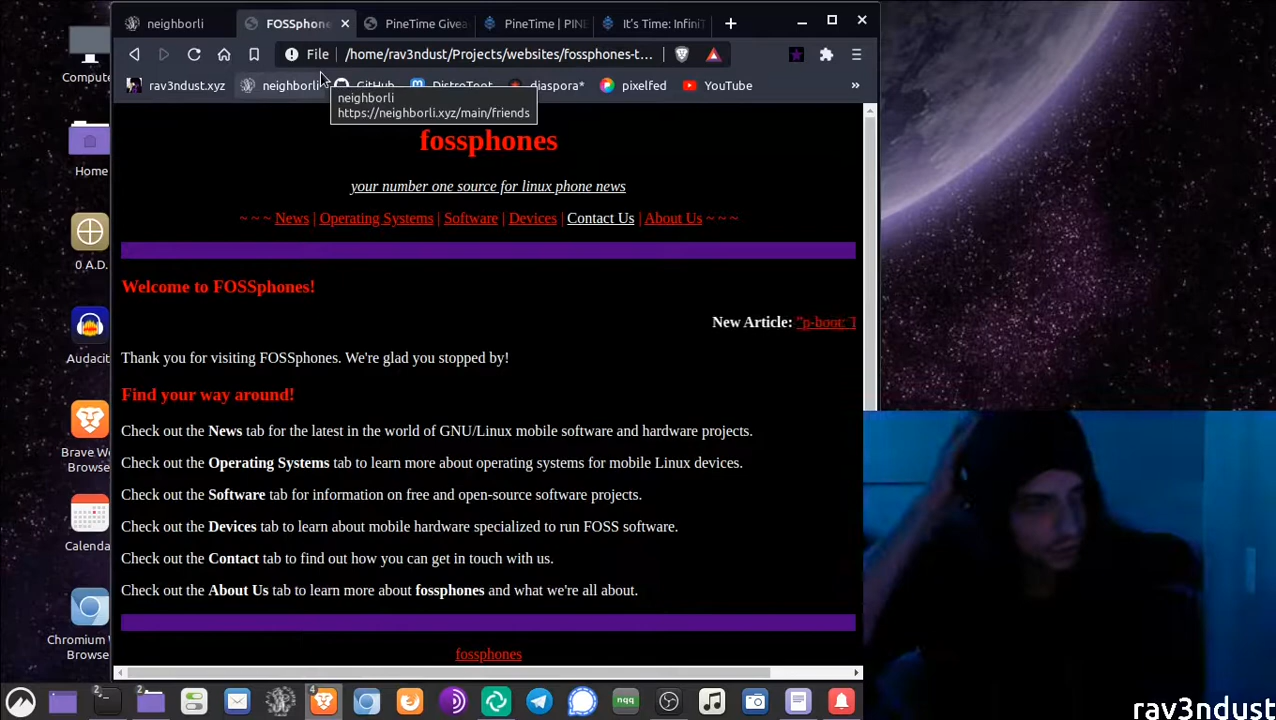 neighborli
FOSSphone
PineTime Givea
PineTime | PINE
It's Time: InfiniT
File
/home/rav3ndust/Projects/websites/fossphones-t...
rav3ndust.xyz
neighborli
GitHub
DistroToot
diaspora*
pixelfed
YouTube
»
neighborli
https://neighborli.xyz/main/friends
fossphones
your number one source for linux phone news
~ ~ ~ News | Operating Systems | Software | Devices | Contact Us | About Us ~ ~ ~
Welcome to FOSSphones!
New Article: "p-boot: T
Thank you for visiting FOSSphones. We're glad you stopped by!
Find your way around!
Check out the News tab for the latest in the world of GNU/Linux mobile software and hardware projects.
Check out the Operating Systems tab to learn more about operating systems for mobile Linux devices.
Check out the Software tab for information on free and open-source software projects.
Check out the Devices tab to learn about mobile hardware specialized to run FOSS software.
Check out the Contact tab to find out how you can get in touch with us.
Check out the About Us tab to learn more about fossphones and what we're all about.
fossphones
Compute
Home
0 A.D.
Audacit
Brave We
Browse
Calenda
Chromium W
Browse
2
2
4
nqq
rav3ndust